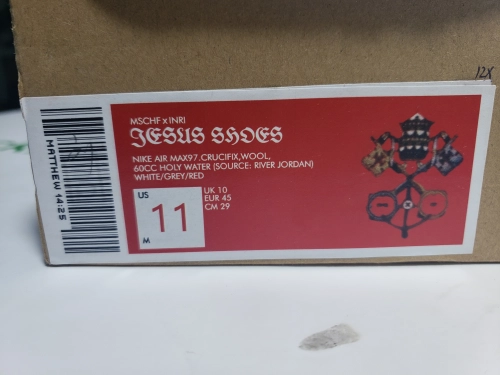 12X
MATTHEW 14:25
MSCHF x INRI
JESUS SHOES
NIKE AIR MAX97.CRUCIFIX,WOOL,
60CC HOLY WATER (SOURCE: RIVER JORDAN)
WHITE/GREY/RED
US
11
M
UK 10
EUR 45
CM 29